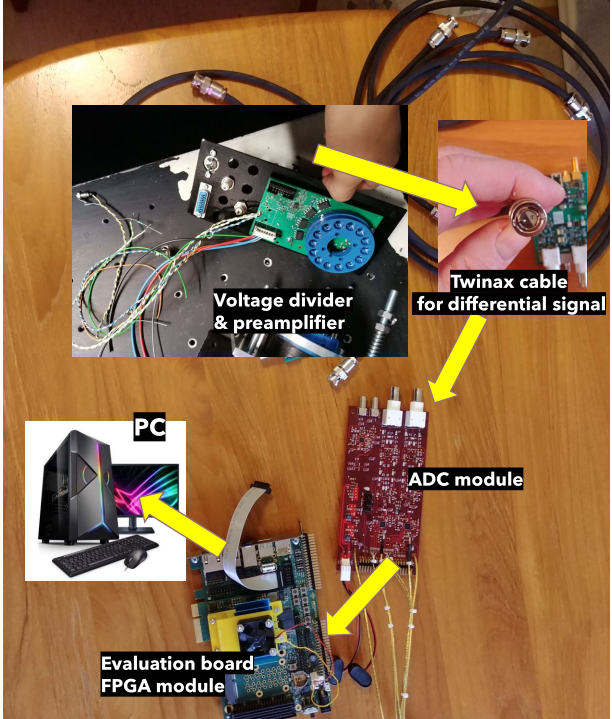 Voltage divider
& preamplifier
Twinax cable
for differential signal
PC
ADC module
Evaluation board
FPGA module